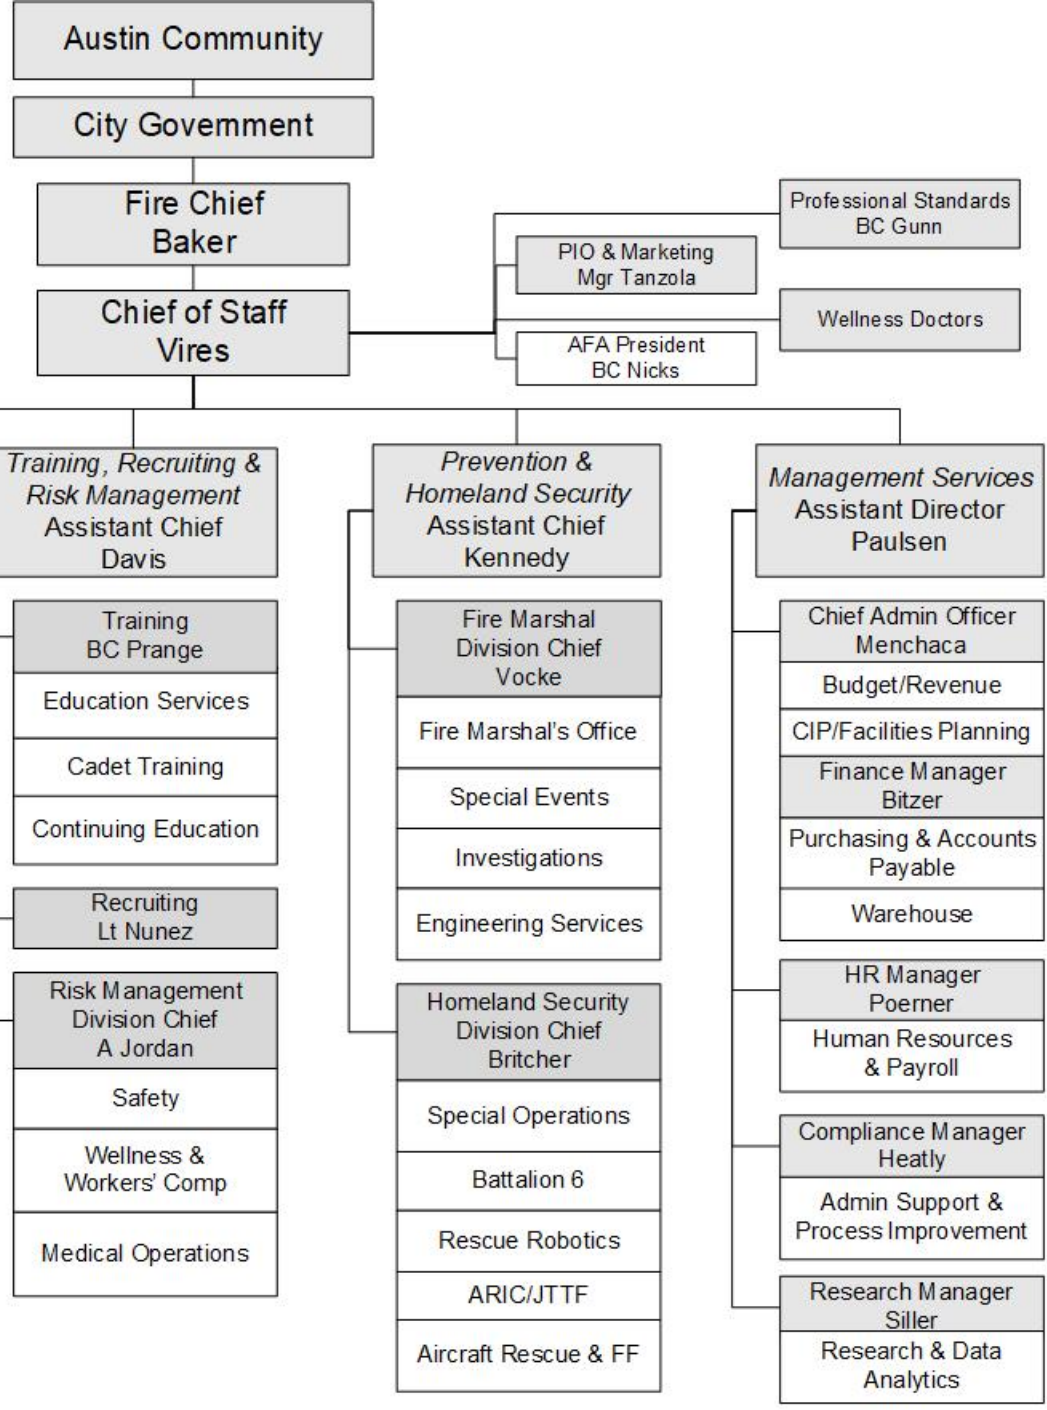 Austin Community
City Government
Fire Chief
Baker
Chief of Staff
Vires
Professional Standards
BC Gunn
PIO & Marketing
Mgr Tanzola
Wellness Doctors
AFA President
BC Nicks
Training, Recruiting &
Risk Management
Assistant Chief
Davis
Training
BC Prange
Education Services
Cadet Training
Continuing Education
Recruiting
Lt Nunez
Risk Management
Division Chief
A Jordan
Safety
Wellness &
Workers' Comp
Medical Operations
Prevention &
Homeland Security
Assistant Chief
Kennedy
Fire Marshal
Division Chief
Vocke
Fire Marshal's Office
Special Events
Investigations
Engineering Services
Homeland Security
Division Chief
Britcher
Special Operations
Battalion 6
Rescue Robotics
ARIC/JTTF
Aircraft Rescue & FF
Management Services
Assistant Director
Paulsen
Chief Admin Officer
Menchaca
Budget/Revenue
CIP/Facilities Planning
Finance Manager
Bitzer
Purchasing & Accounts
Payable
Warehouse
HR Manager
Poerner
Human Resources
& Payroll
Compliance Manager
Heatly
Admin Support &
Process Improvement
Research Manager
Siller
Research & Data
Analytics